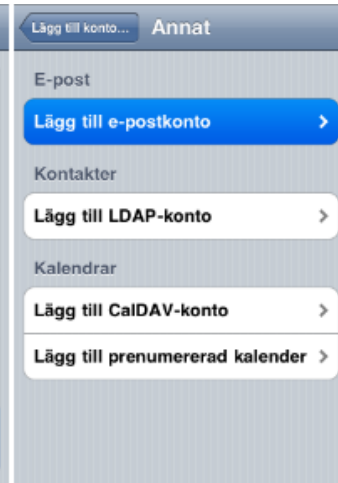 Lägg till konto... Annat
E-post
Lägg till e-postkonto
Kontakter
Lägg till LDAP-konto
Kalendrar
Lägg till CalDAV-konto
Lägg till prenumererad kalender